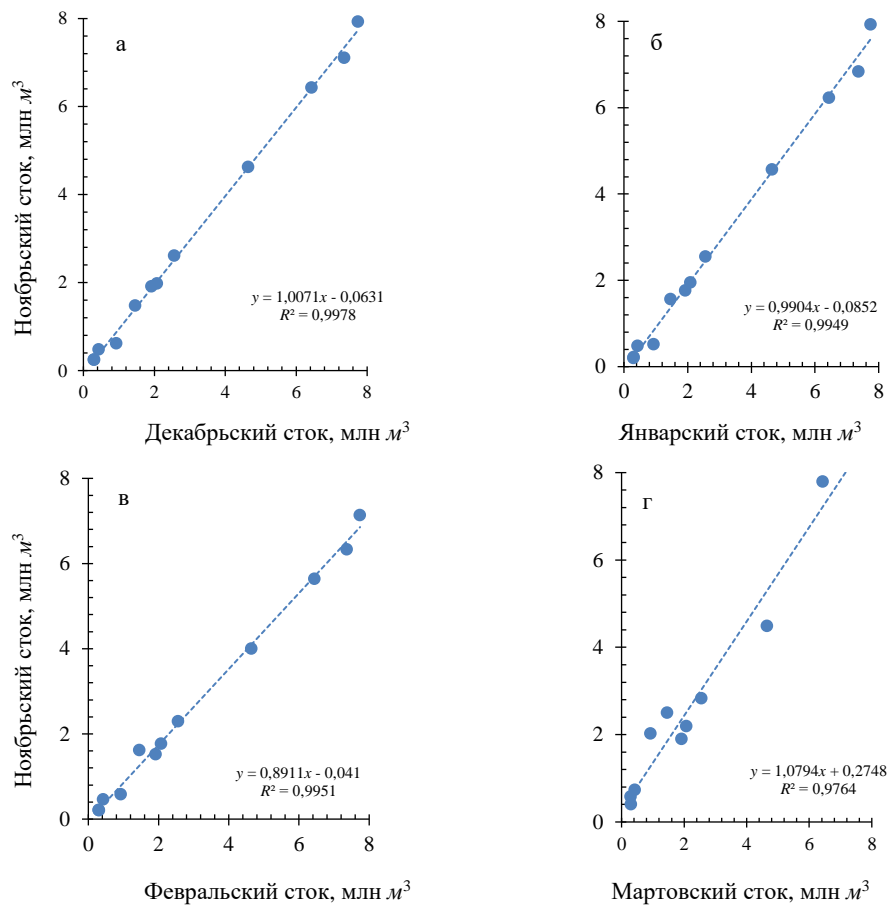 8
6
4
2
0
Ноябрьский сток, млн м³
а
y = 1,0071x - 0,0631
R² = 0,9978
0 2 4 6 8
Декабрьский сток, млн м³
8
6
4
2
0
б
y = 0,9904x - 0,0852
R² = 0,9949
0 2 4 6 8
Январский сток, млн м³
8
6
4
2
0
Ноябрьский сток, млн м³
в
y = 0,8911x - 0,041
R² = 0,9951
0 2 4 6 8
Февральский сток, млн м³
8
6
4
2
0
г
y = 1,0794x + 0,2748
R² = 0,9764
0 2 4 6 8
Мартовский сток, млн м³